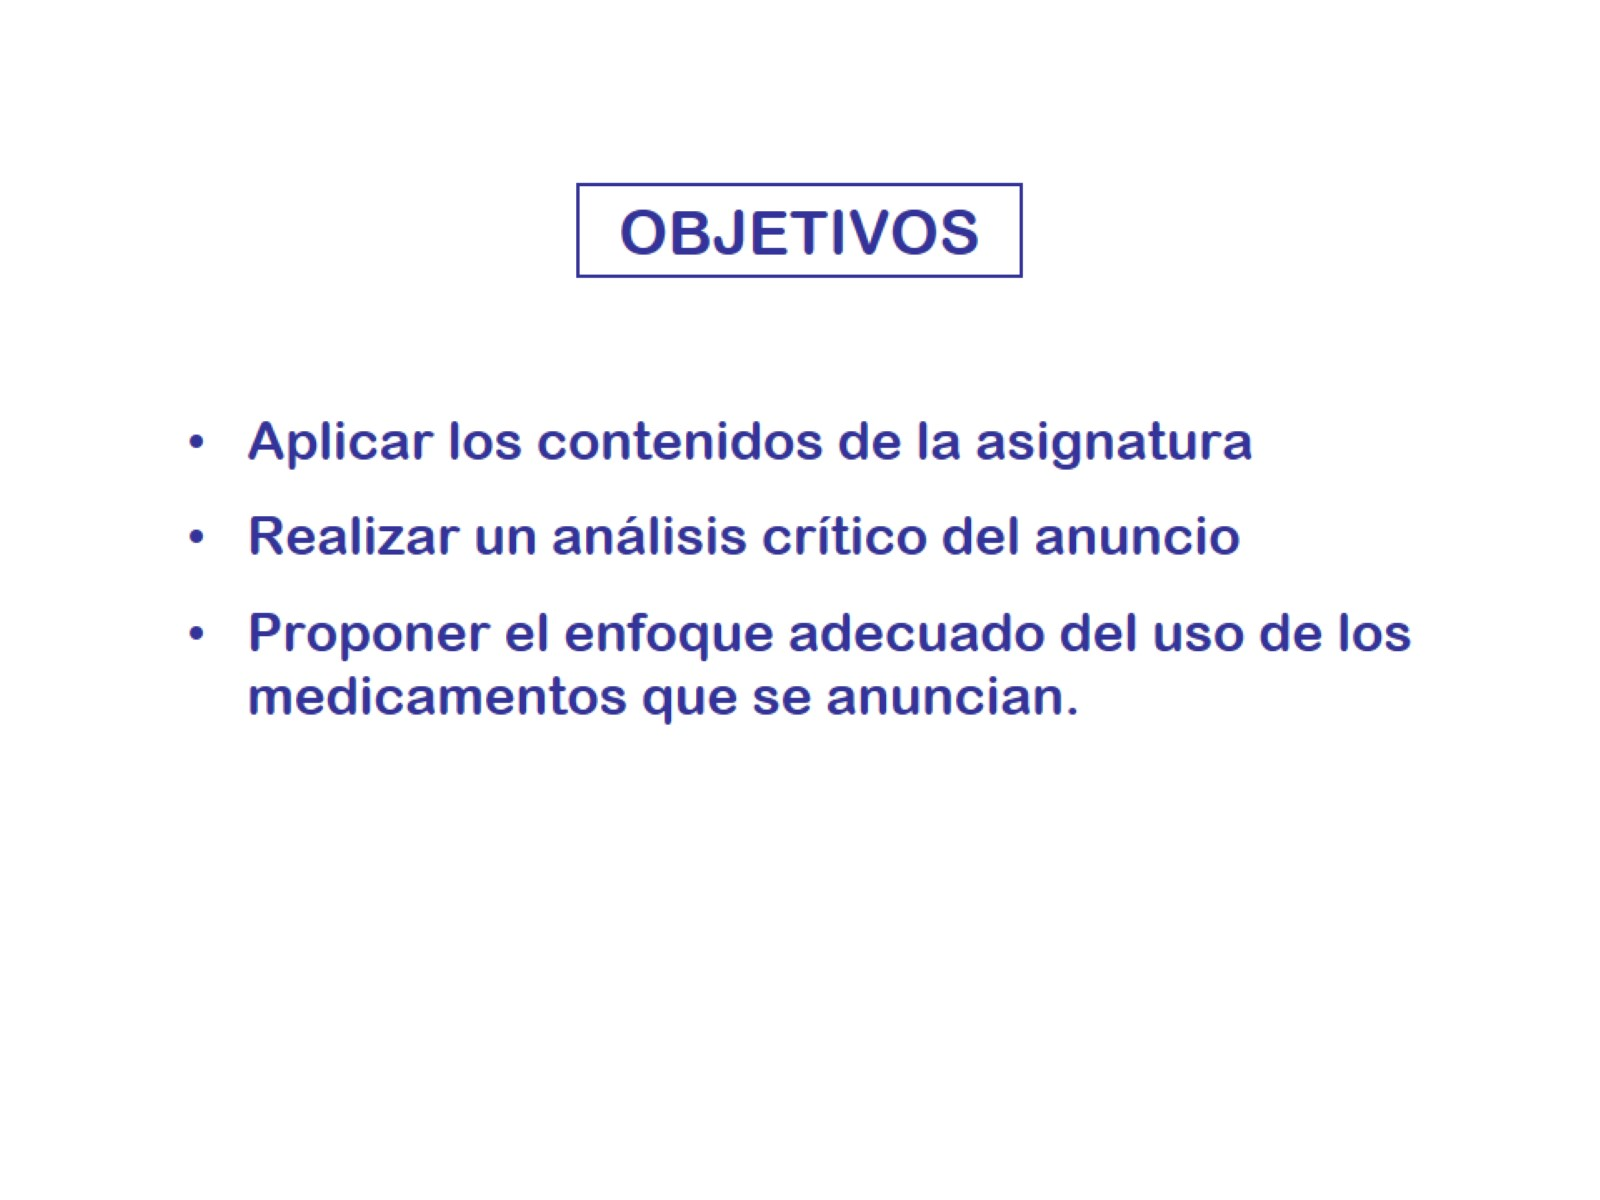 OBJETIVOS
• Aplicar los contenidos de la asignatura
• Realizar un análisis crítico del anuncio
• Proponer el enfoque adecuado del uso de los
medicamentos que se anuncian.